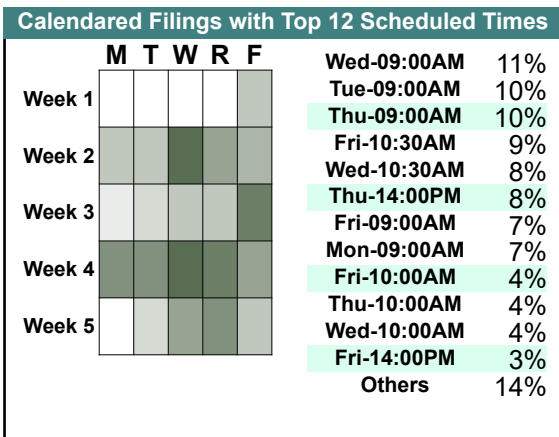 Calendared Filings with Top 12 Scheduled Times
M T W R F
Week 1
Week 2
Week 3
Week 4
Week 5
Wed-09:00AM 11%
Tue-09:00AM 10%
Thu-09:00AM 10%
Fri-10:30AM 9%
Wed-10:30AM 8%
Thu-14:00PM 8%
Fri-09:00AM 7%
Mon-09:00AM 7%
Fri-10:00AM 4%
Thu-10:00AM 4%
Wed-10:00AM 4%
Fri-14:00PM 3%
Others 14%